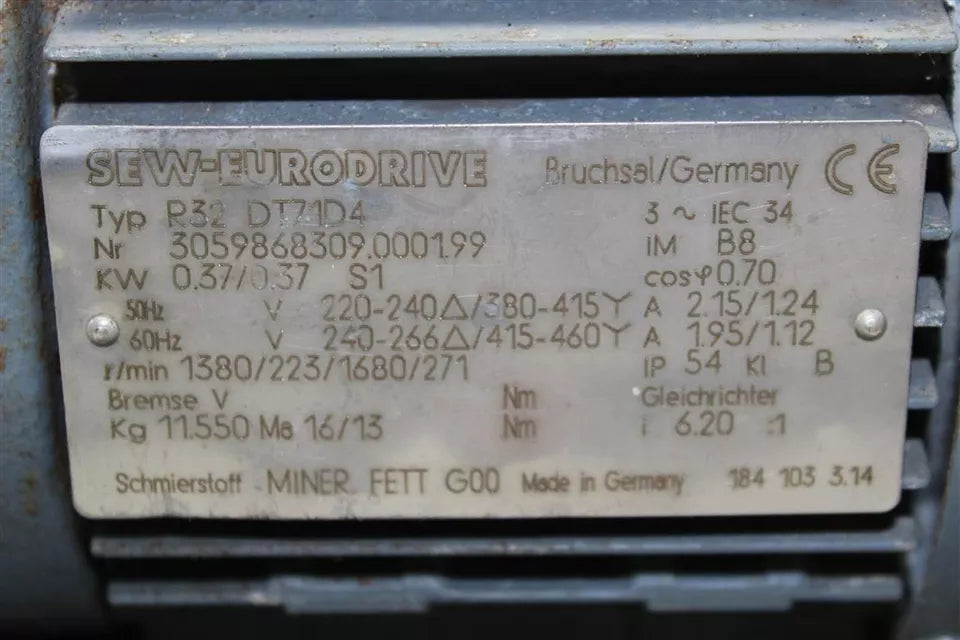 SEW-EURODRIVE Bruchsal/Germany CE
Typ R32 DT71D4 3 ~ IEC 34
Nr 3059868309.0001.99 IM B8
KW 0.37/0.37 S1 cosφ 0.70
50Hz V 220-240△/380-415Y A 2.15/1.24
60Hz V 240-266△/415-460Y A 1.95/1.12
r/min 1380/223/1680/271 IP 54 Kl B
Bremse V Nm Gleichrichter
Kg 11.550 Ma 16/13 Nm i 6.20 :1
Schmierstoff MINER FETT G00 Made in Germany 184 103 3.14